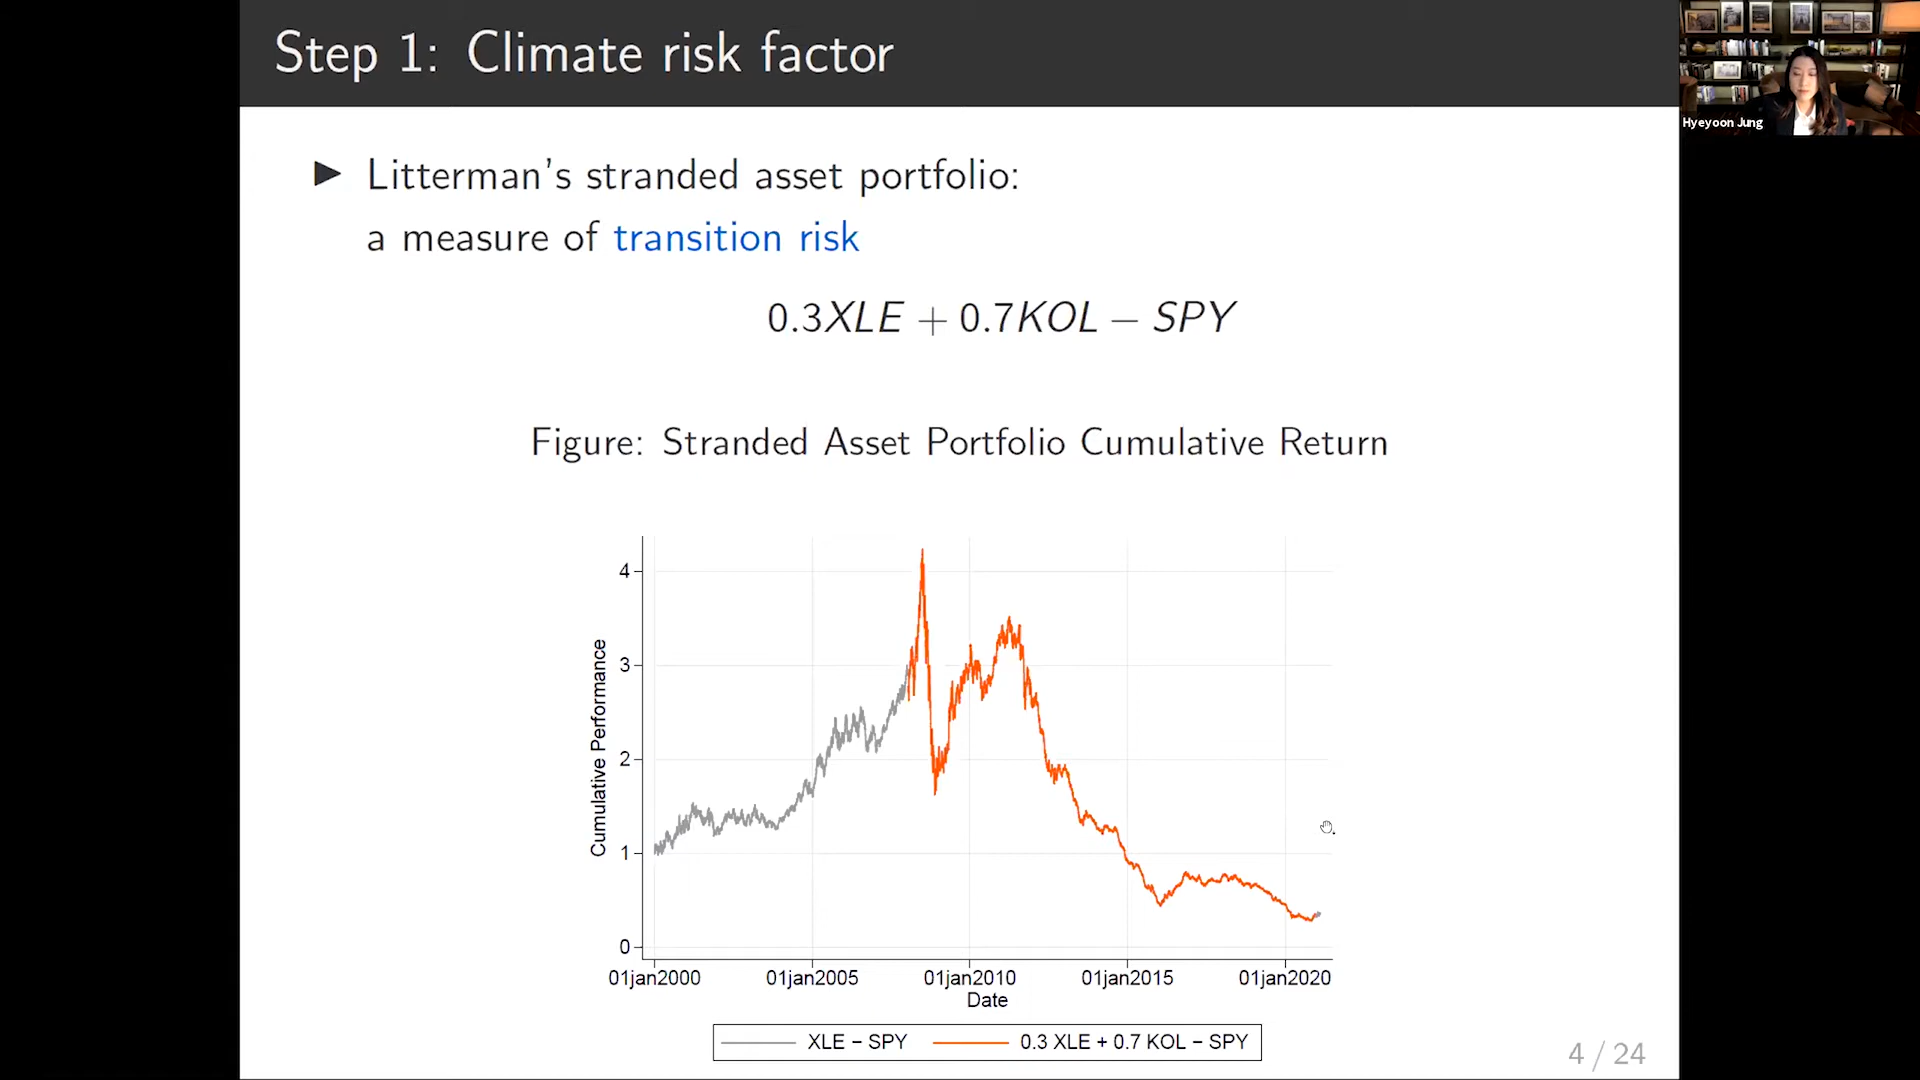 Step 1: Climate risk factor
Hyeyoon Jung
▶ Litterman's stranded asset portfolio:
a measure of transition risk
0.3XLE + 0.7KOL − SPY
Figure: Stranded Asset Portfolio Cumulative Return
Cumulative Performance
4
3
2
1
0
01jan2000 01jan2005 01jan2010 01jan2015 01jan2020
Date
XLE − SPY 0.3 XLE + 0.7 KOL − SPY
4 / 24